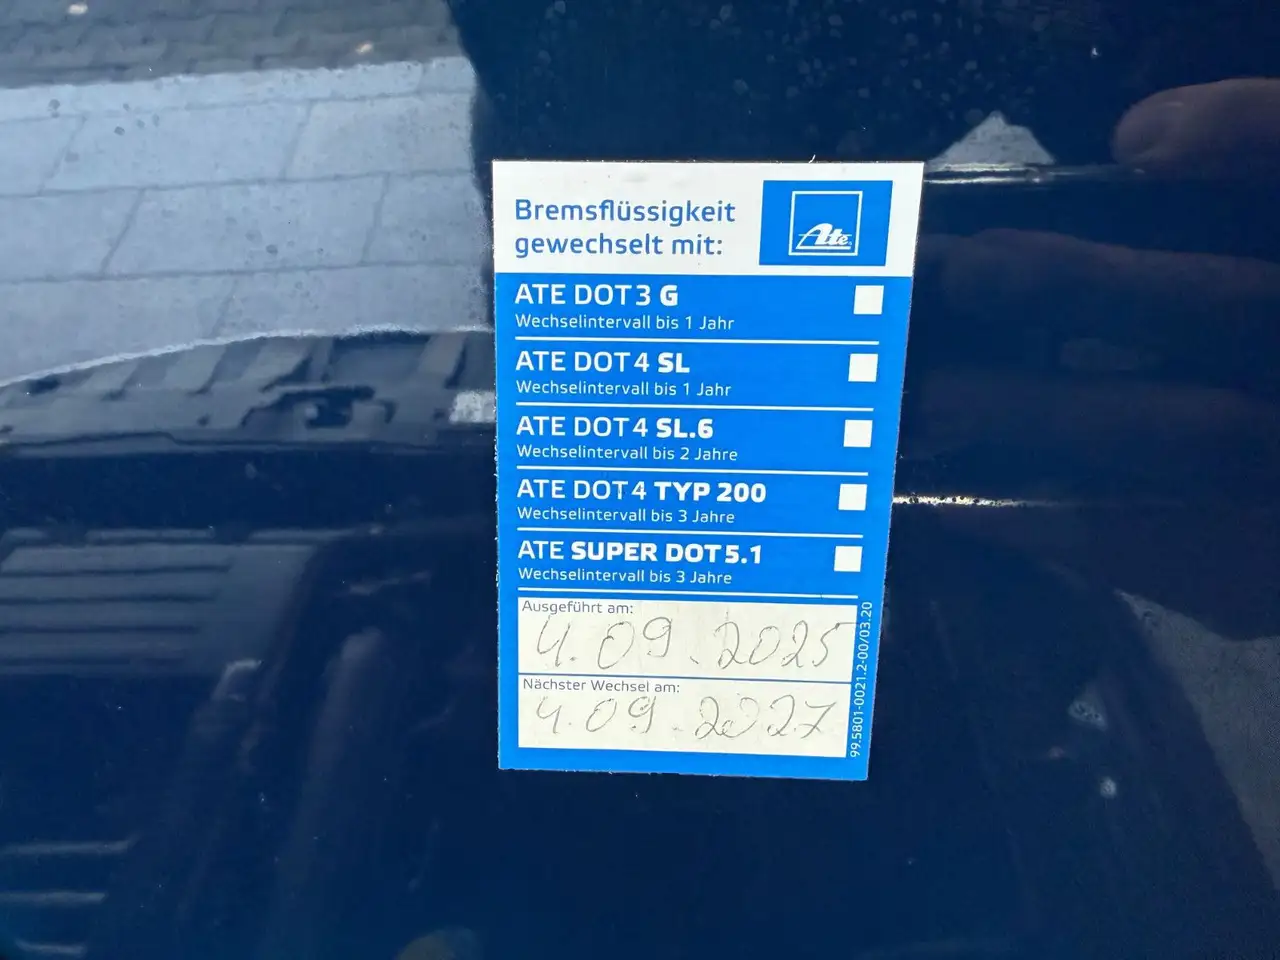 Bremsflüssigkeit
gewechselt mit:
Ate
ATE DOT 3 G
Wechselintervall bis 1 Jahr
ATE DOT 4 SL
Wechselintervall bis 1 Jahr
ATE DOT 4 SL.6
Wechselintervall bis 2 Jahre
ATE DOT 4 TYP 200
Wechselintervall bis 3 Jahre
ATE SUPER DOT 5.1
Wechselintervall bis 3 Jahre
Ausgeführt am:
4.09.2025
Nächster Wechsel am:
4.09.2027
99.5801-0021.2-00/03.20